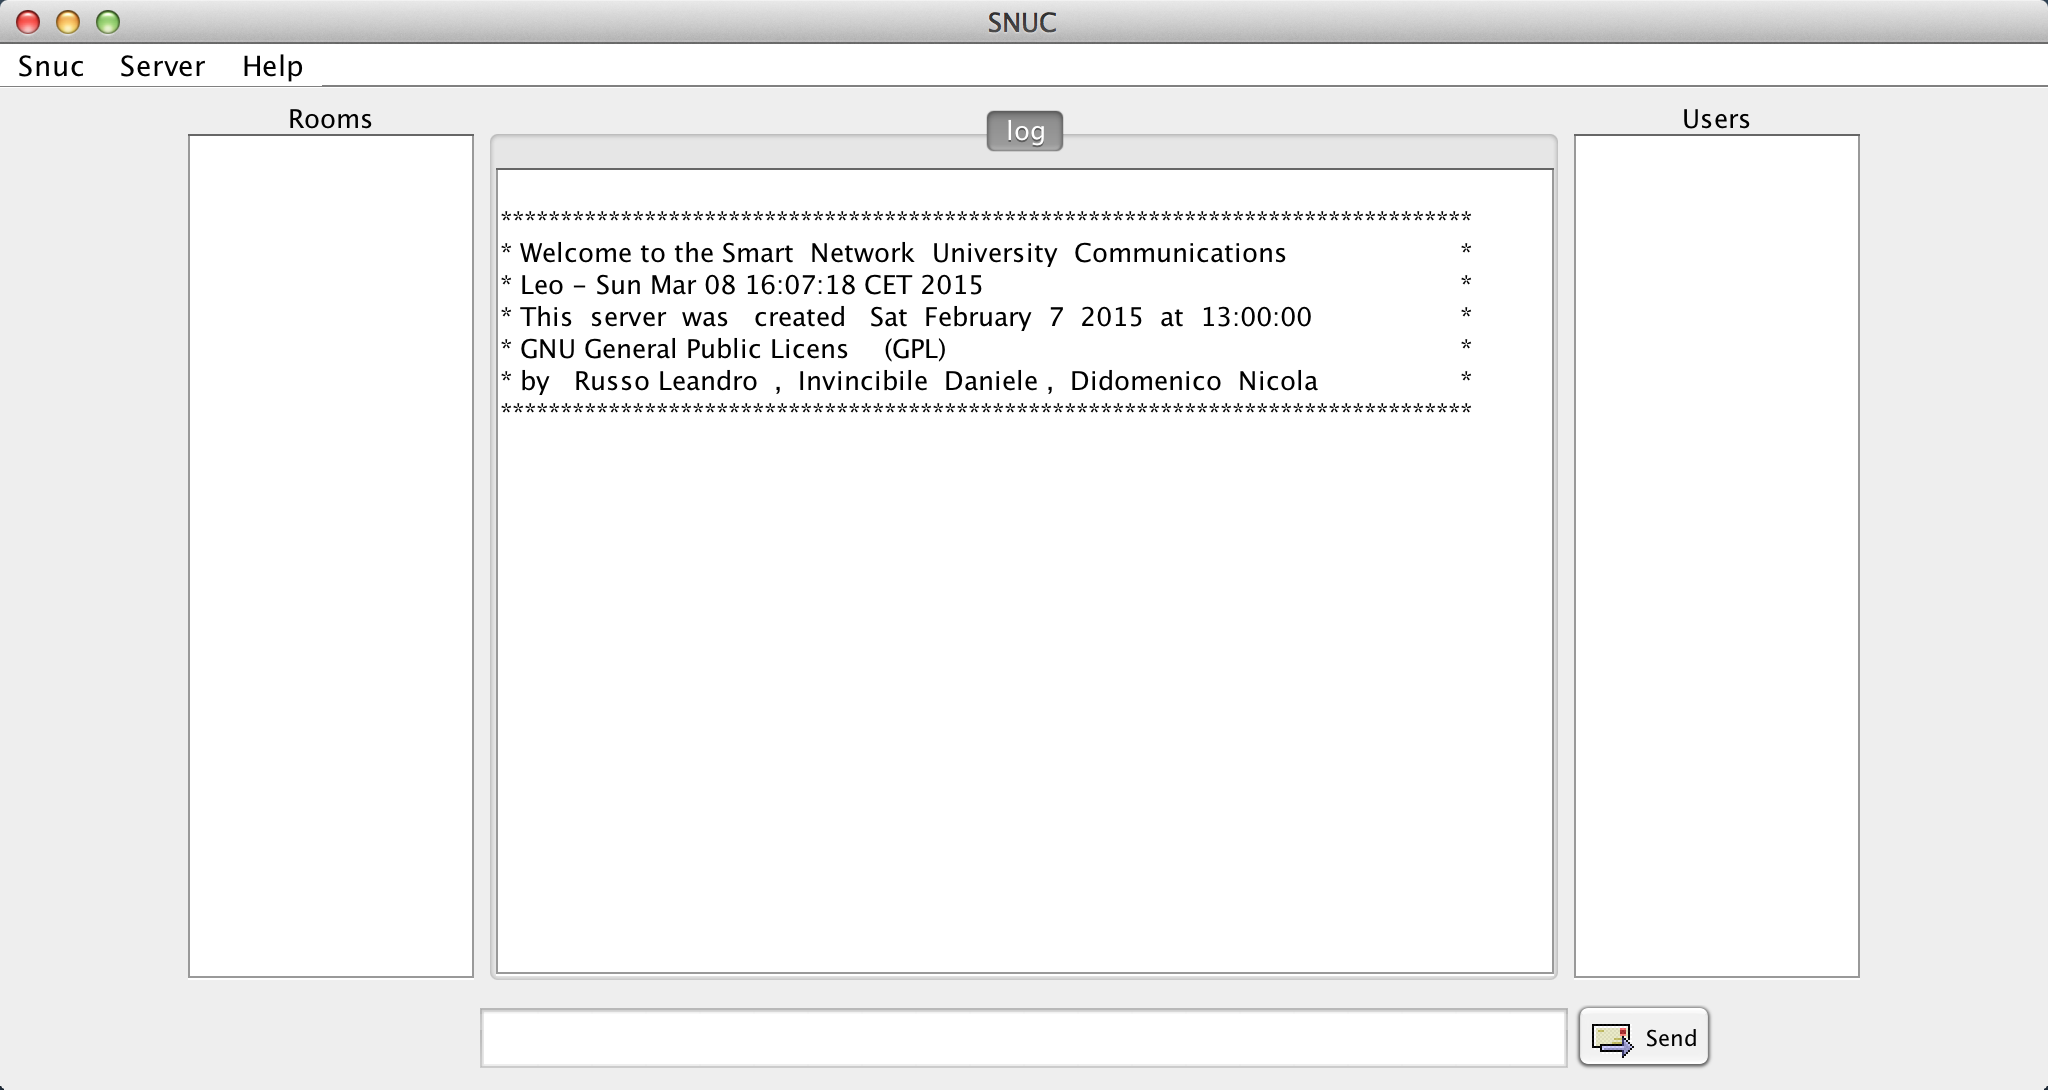 SNUC
Snuc Server Help
Rooms
log
Users
*********************************************************************************
* Welcome to the Smart  Network  University  Communications *
* Leo – Sun Mar 08 16:07:18 CET 2015 *
* This  server  was   created   Sat  February  7  2015  at  13:00:00 *
* GNU General Public Licens    (GPL) *
* by   Russo Leandro  ,  Invincibile  Daniele ,  Didomenico  Nicola *
*********************************************************************************
Send